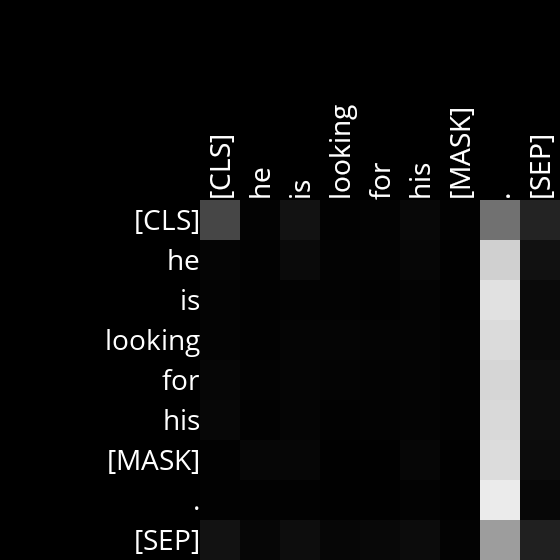 [CLS] he is looking for his [MASK] . [SEP]
[CLS]
he
is
looking
for
his
[MASK]
.
[SEP]